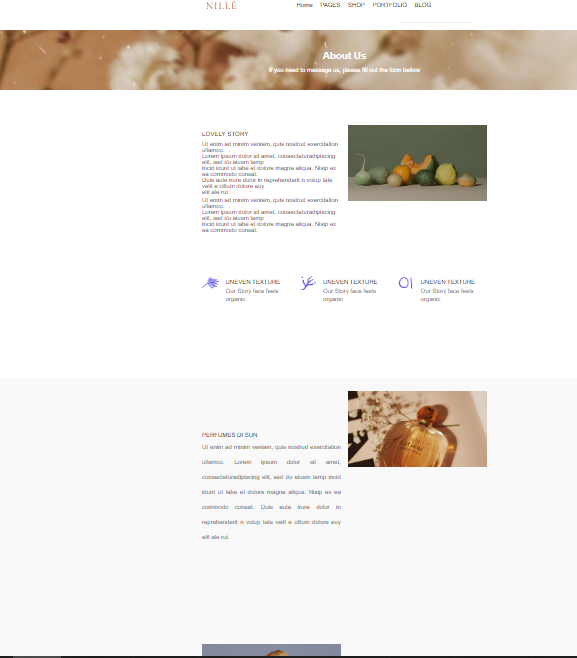 NILLÉ
Home PAGES SHOP PORTFOLIO BLOG
About Us
If you need to message us, please fill out the form below
LOVELY STORY
Ut enim ad minim veniam, quis nostrud exercitation
ullamco.
Lorem ipsum dolor sit amet, consecteturadipiscing
elit, sed do eiusm temp
incid idunt ut labe et dolore magna aliqua. Nisip ex
ea commodo conset.
Duis aute irure dolor in reprehenderit n volup tate
velit e cillum dolore euy
elit ele rui.
Ut enim ad minim veniam, quis nostrud exercitation
ullamco.
Lorem ipsum dolor sit amet, consecteturadipiscing
elit, sed do eiusm temp
incid idunt ut labe et dolore magna aliqua. Nisip ex
ea commodo conset.
UNEVEN TEXTURE
Our Story face feels
organic
UNEVEN TEXTURE
Our Story face feels
organic
UNEVEN TEXTURE
Our Story face feels
organic
PERFUMES DI SUN
Ut enim ad minim veniam, quis nostrud exercitation
ullamco. Lorem ipsum dolor sit amet,
consecteturadipiscing elit, sed do eiusm temp incid
idunt ut labe et dolore magna aliqua. Nisip ex ea
commodo conset. Duis aute irure dolor in
reprehenderit n volup tate velit e cillum dolore euy
elit ele rui.